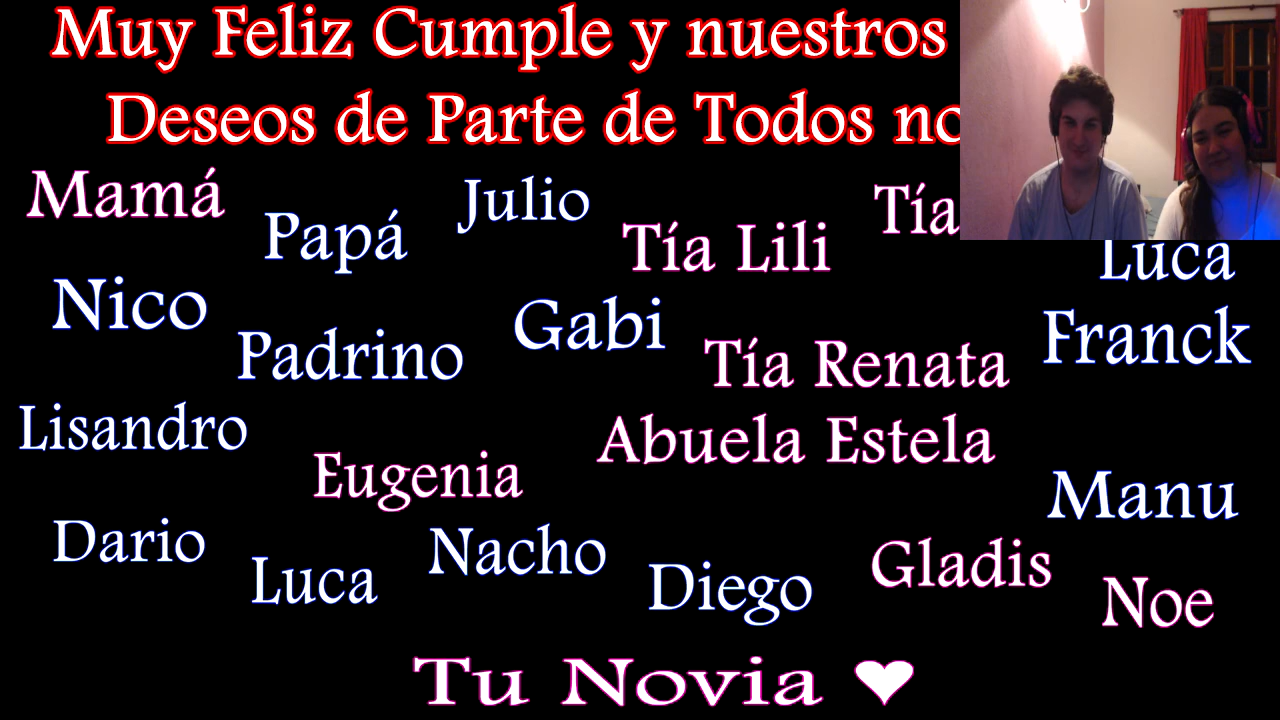 Muy Feliz Cumple y nuestros
Deseos de Parte de Todos
Mamá
Papá
Julio
Tía Lili
Tía
Luca
Nico
Padrino
Gabi
Tía Renata
Franck
Lisandro
Eugenia
Abuela Estela
Manu
Dario
Luca
Nacho
Diego
Gladis
Noe
Tu Novia ❤